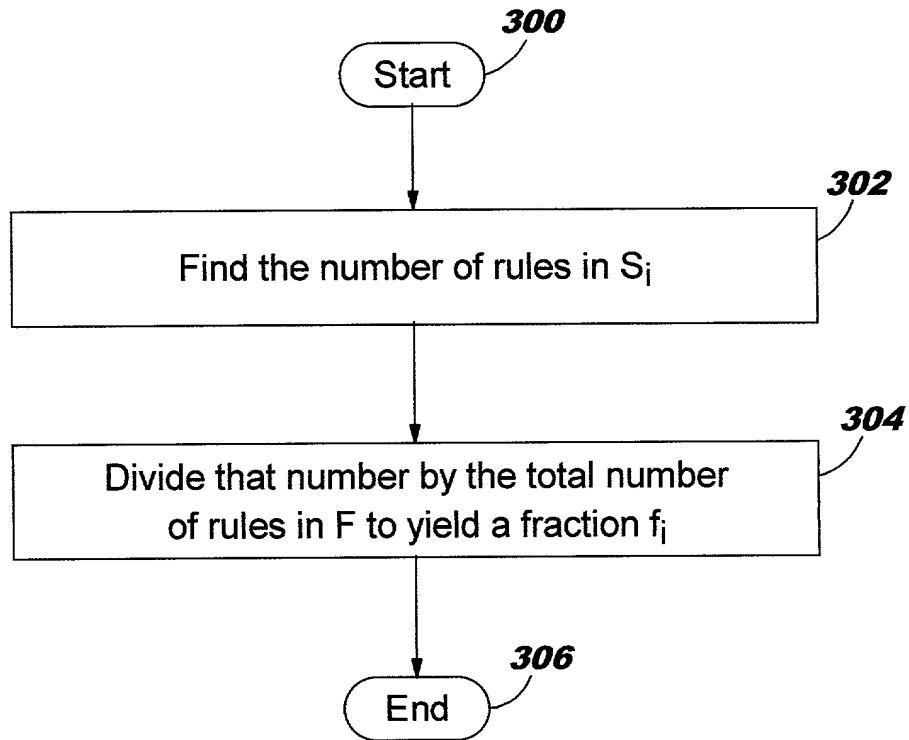 300
Start
302
Find the number of rules in Si
304
Divide that number by the total number
of rules in F to yield a fraction fi
306
End